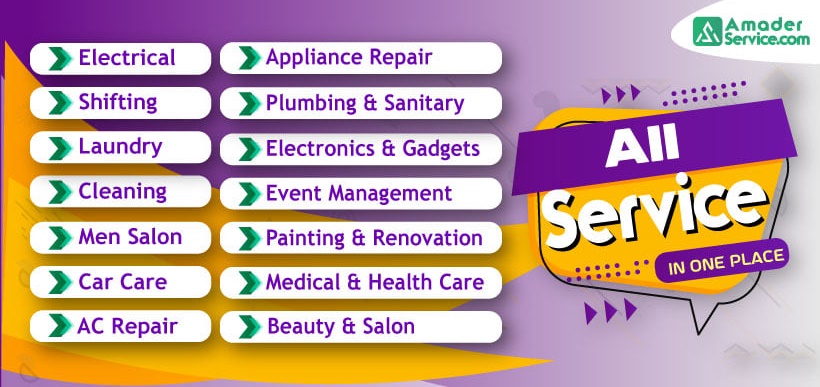 Amader
Service.com
Electrical
Shifting
Laundry
Cleaning
Men Salon
Car Care
AC Repair
Appliance Repair
Plumbing & Sanitary
Electronics & Gadgets
Event Management
Painting & Renovation
Medical & Health Care
Beauty & Salon
All
Service
IN ONE PLACE